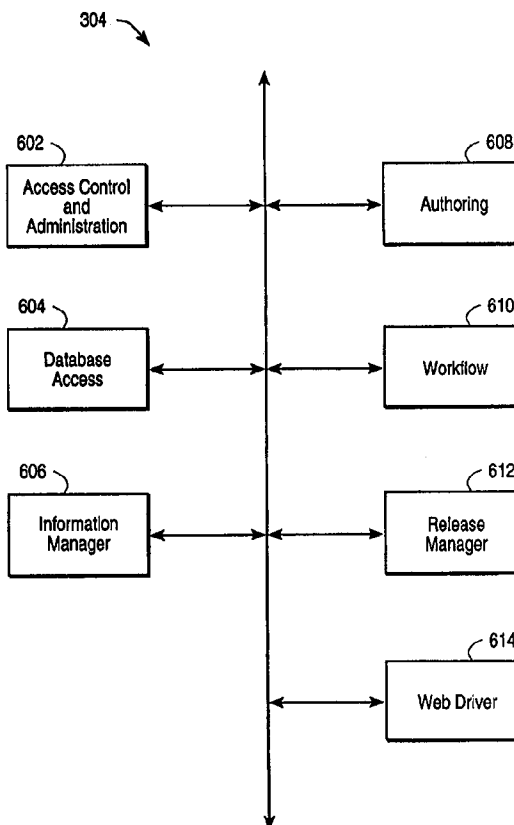 304
602
Access Control
and
Administration
608
Authoring
604
Database
Access
610
Workflow
606
Information
Manager
612
Release
Manager
614
Web Driver